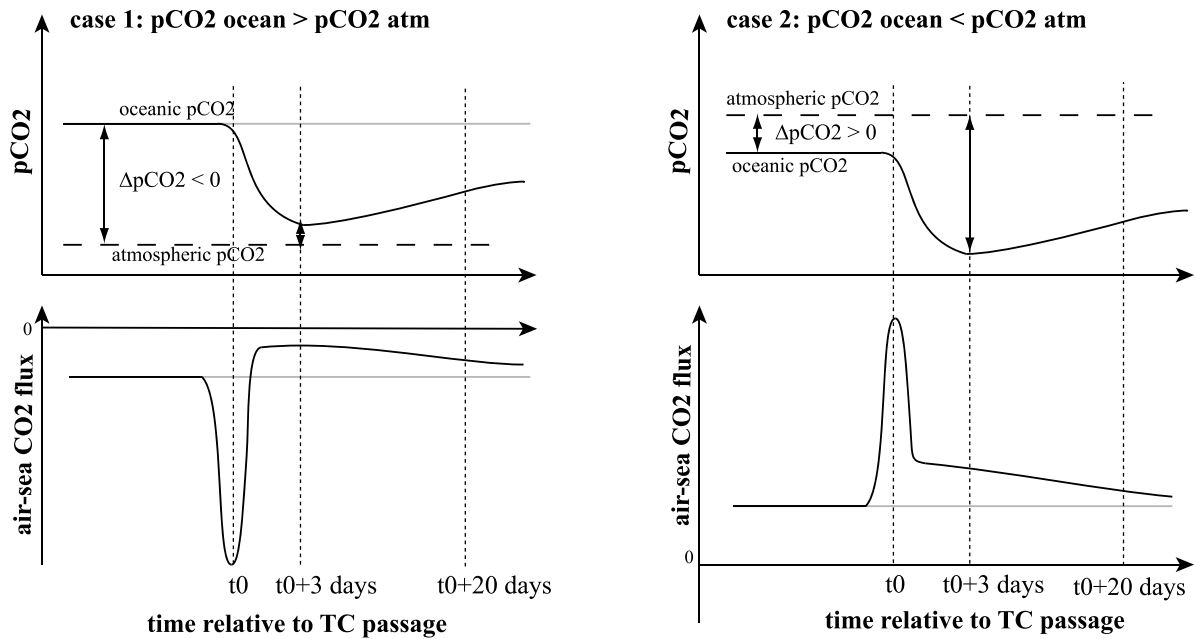 case 1: pCO2 ocean > pCO2 atm
pCO2
oceanic pCO2
ΔpCO2 < 0
atmospheric pCO2
0
air-sea CO2 flux
t0
t0+3 days
t0+20 days
time relative to TC passage
case 2: pCO2 ocean < pCO2 atm
pCO2
atmospheric pCO2
ΔpCO2 > 0
oceanic pCO2
air-sea CO2 flux
0
t0
t0+3 days
t0+20 days
time relative to TC passage